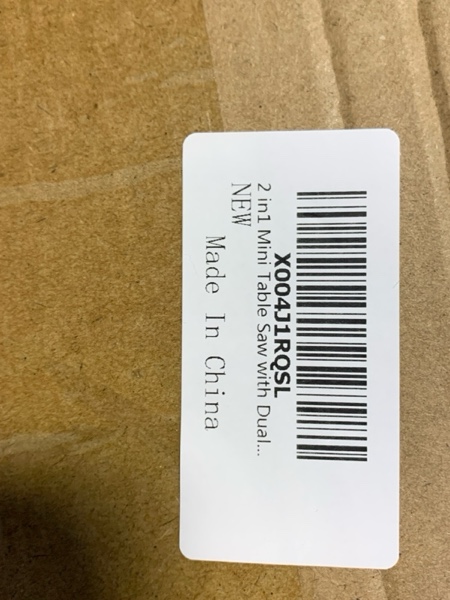 X004J1RQSL
2 in1 Mini Table Saw with Dual...
NEW
Made In China